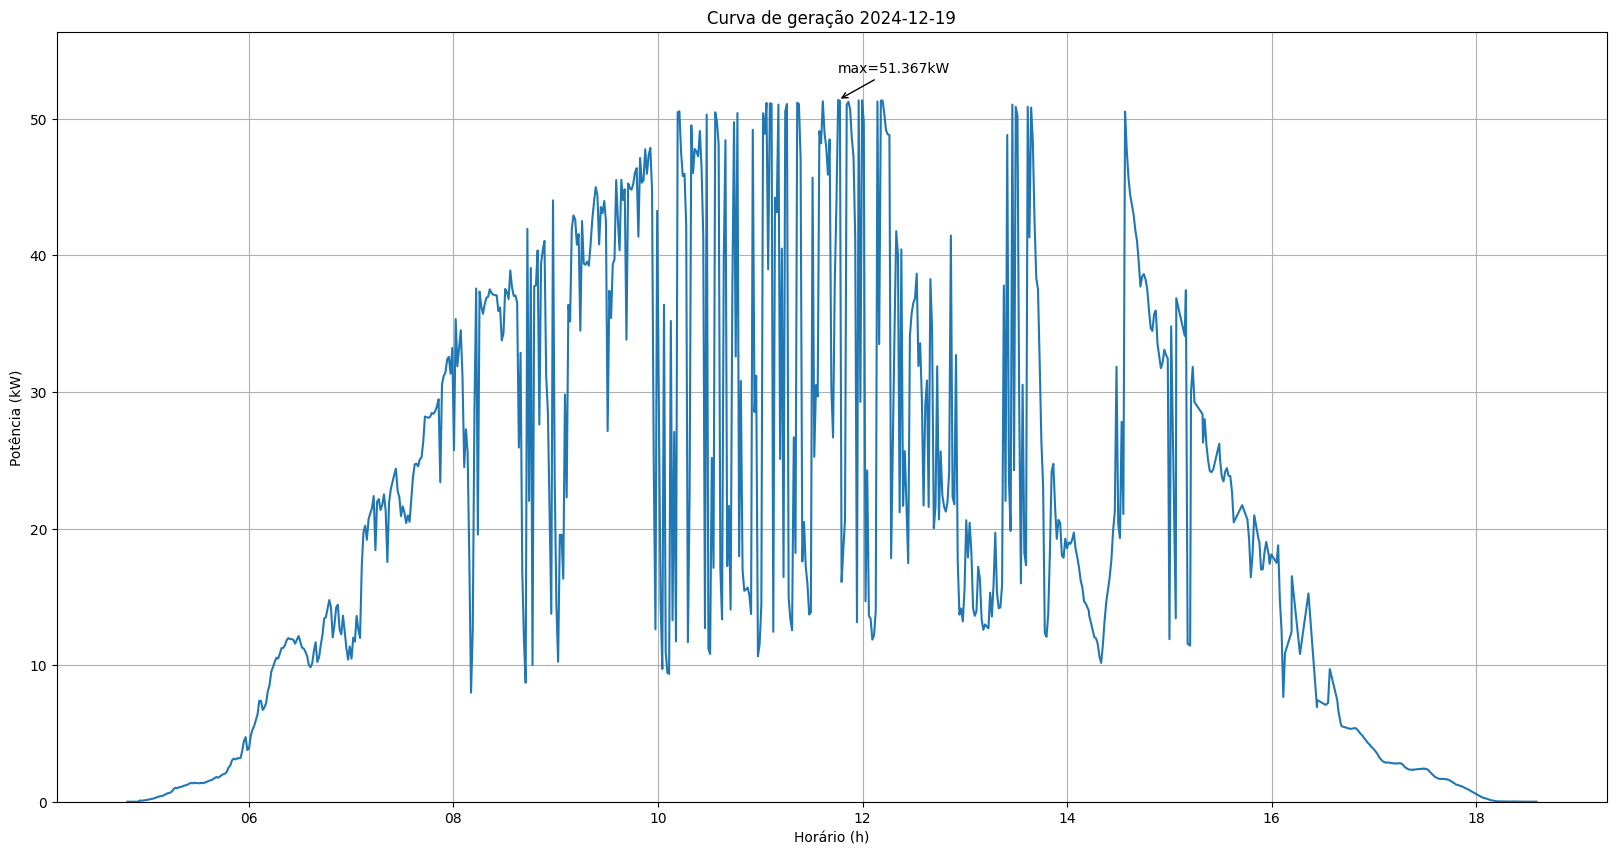 Curva de geração 2024-12-19
max=51.367kW
Potência (kW)
50
40
30
20
10
0
06 08 10 12 14 16 18
Horário (h)